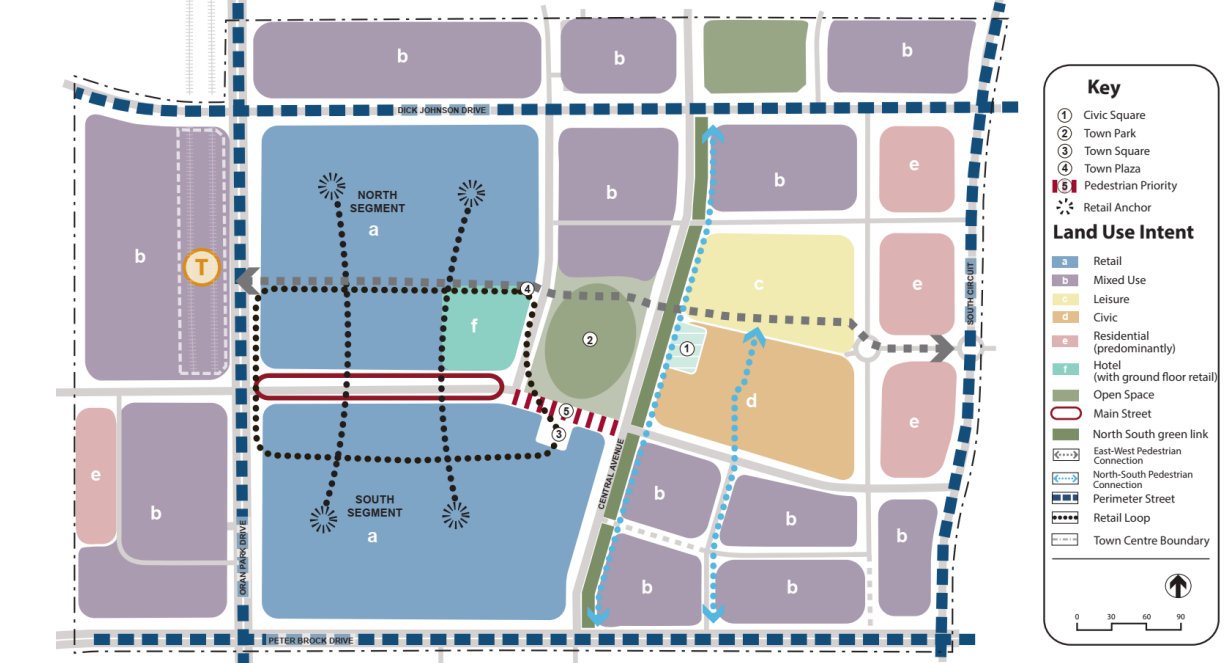 b
b
b
DICK JOHNSON DRIVE
NORTH
SEGMENT
a
b
b
e
b
T
4
f
2
c
e
SOUTH CIRCUIT
1
d
e
5
3
e
b
SOUTH
SEGMENT
a
CENTRAL AVENUE
b
b
b
b
b
ORAN PARK DRIVE
PETER BROCK DRIVE
Key
1 Civic Square
2 Town Park
3 Town Square
4 Town Plaza
5 Pedestrian Priority
Retail Anchor
Land Use Intent
a Retail
b Mixed Use
c Leisure
d Civic
e Residential
(predominantly)
f Hotel
(with ground floor retail)
Open Space
Main Street
North South green link
East-West Pedestrian
Connection
North-South Pedestrian
Connection
Perimeter Street
Retail Loop
Town Centre Boundary
0 30 60 90